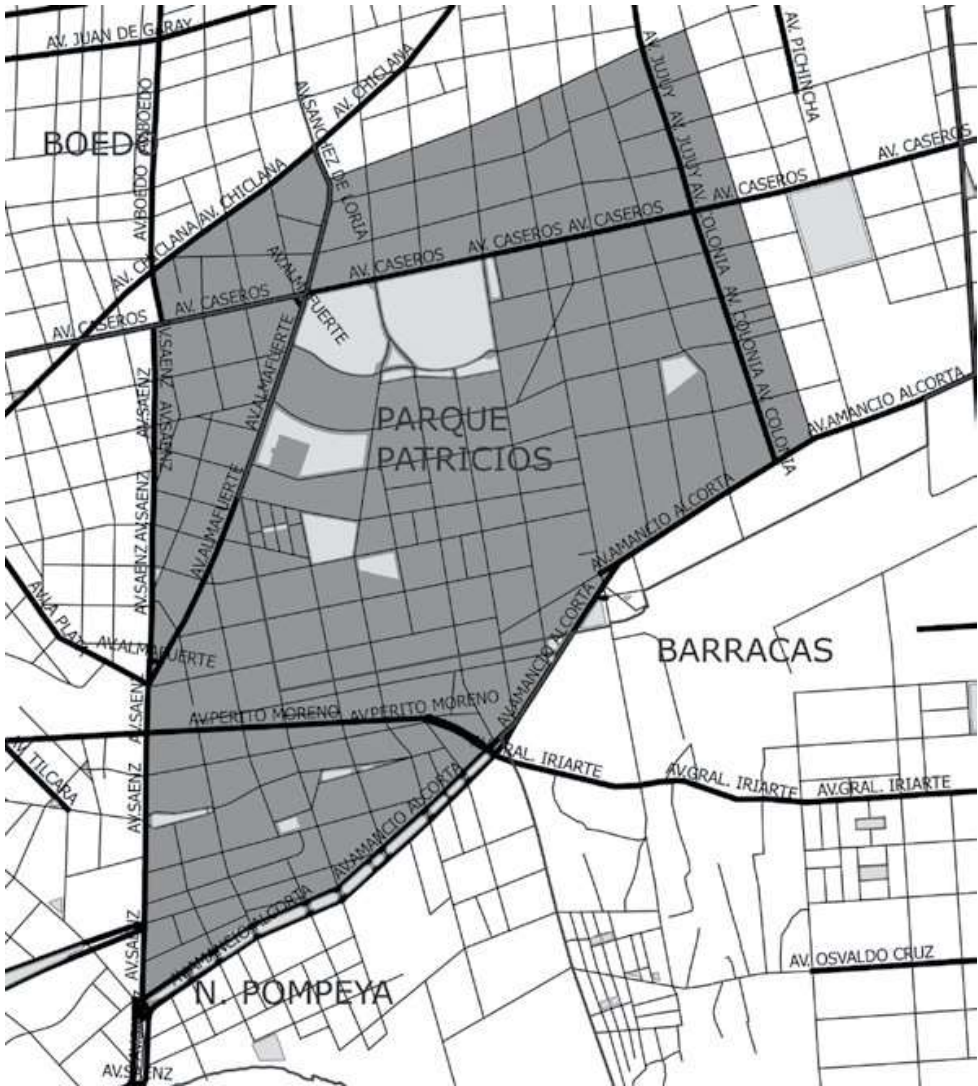 AV. JUAN DE GARAY
AV. PICHINCHA
AV. JUJUY
AV. JUJUY
AV. CHICLANA
AV.SANCHEZ DE LORIA
AV.BOEDO
AV.BOEDO
BOEDO
AV. CASEROS
AV. CASEROS
AV. CHICLANA
AV. CHICLANA
AV. COLONIA
AV. CASEROS
AV. CASEROS
AV. CASEROS
AV.ALMAFUERTE
AV. CASEROS
AV. CASEROS
AV. COLONIA
AV. COLONIA
AV. COLONIA
AV.SAENZ
AV.SAENZ
AV.SAENZ
AV.ALMAFUERTE
AV.AMANCIO ALCORTA
PARQUE
PATRICIOS
AV.SAENZ
AV.SAENZ
AV.ALMAFUERTE
AV.AMANCIO ALCORTA
AV.LA PLATA
AV.ALMAFUERTE
AV.AMANCIO ALCORTA
BARRACAS
AV.SAENZ
AV.PERITO MORENO
AV.PERITO MORENO
AV. TILCARA
GRAL. IRIARTE
AV.GRAL. IRIARTE
AV.GRAL. IRIARTE
AV.SAENZ
AV.AMANCIO ALCORTA
AV.AMANCIO ALCORTA
AV.SAENZ
AV. OSVALDO CRUZ
N. POMPEYA
AV.SAENZ